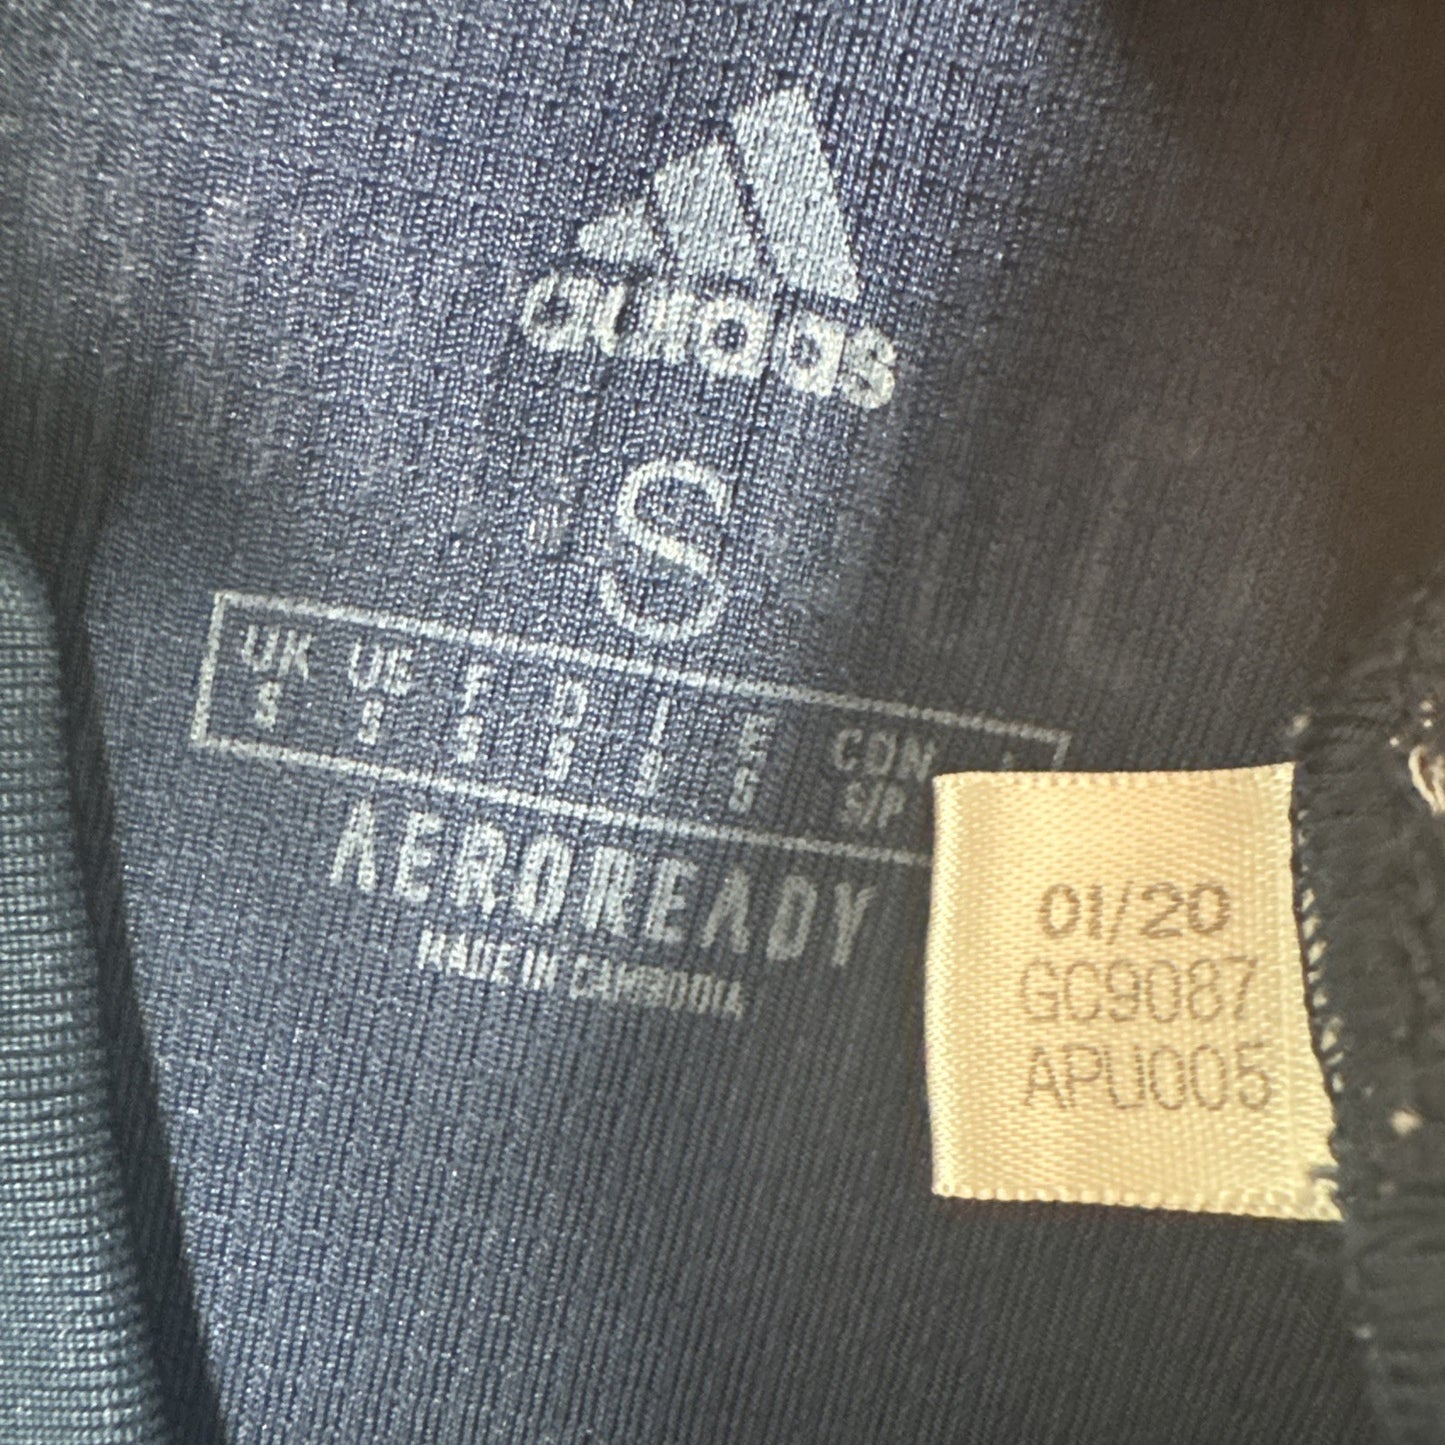 adidas
S
UK US F D I E CDN
S S S S S S S/P
AEROREADY
MADE IN CAMBODIA
01/20
GC9087
APU005